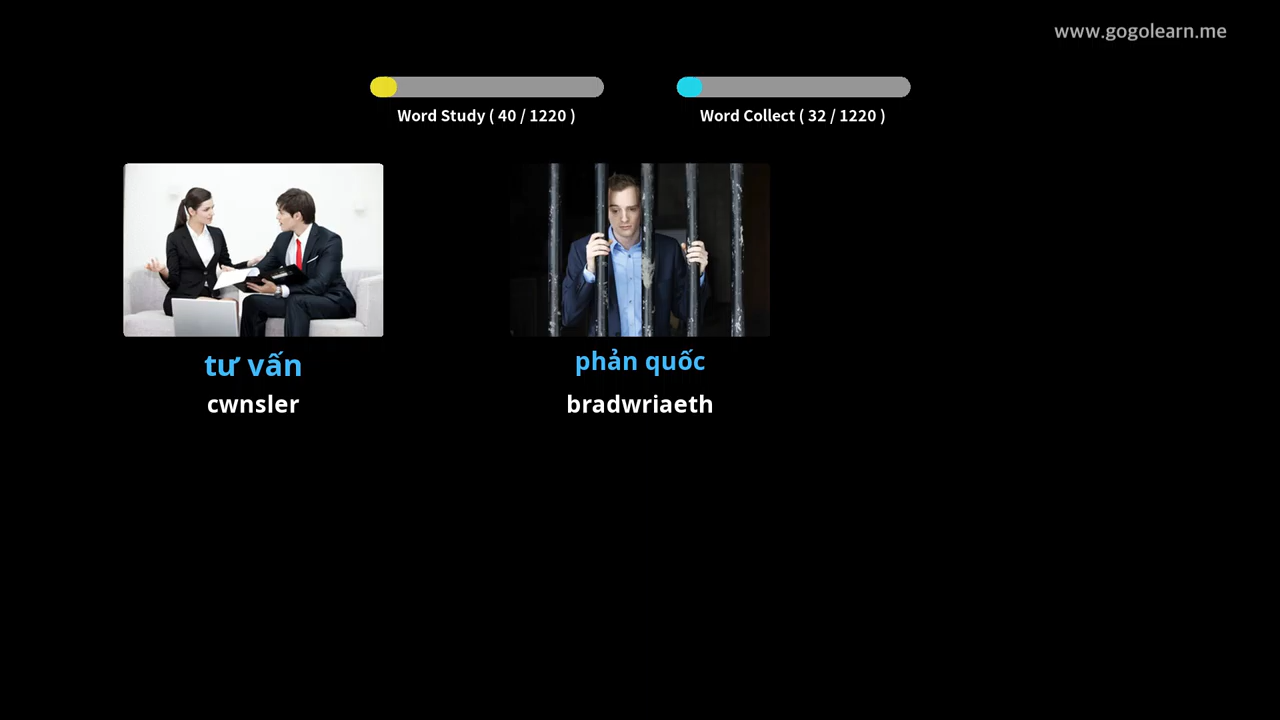 www.gogolearn.me
Word Study ( 40 / 1220 )
Word Collect ( 32 / 1220 )
tư vấn
phản quốc
cwnsler
bradwriaeth